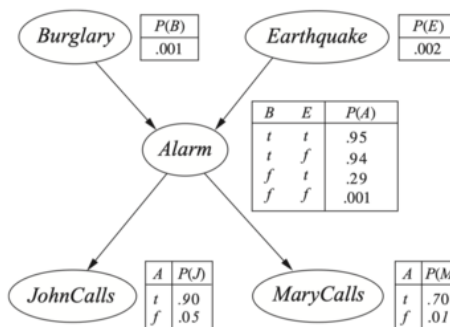 Burglary
P(B)
.001
Earthquake
P(E)
.002
Alarm
B E P(A)
t t .95
t f .94
f t .29
f f .001
JohnCalls
A P(J)
t .90
f .05
MaryCalls
A P(M
t .70
f .01